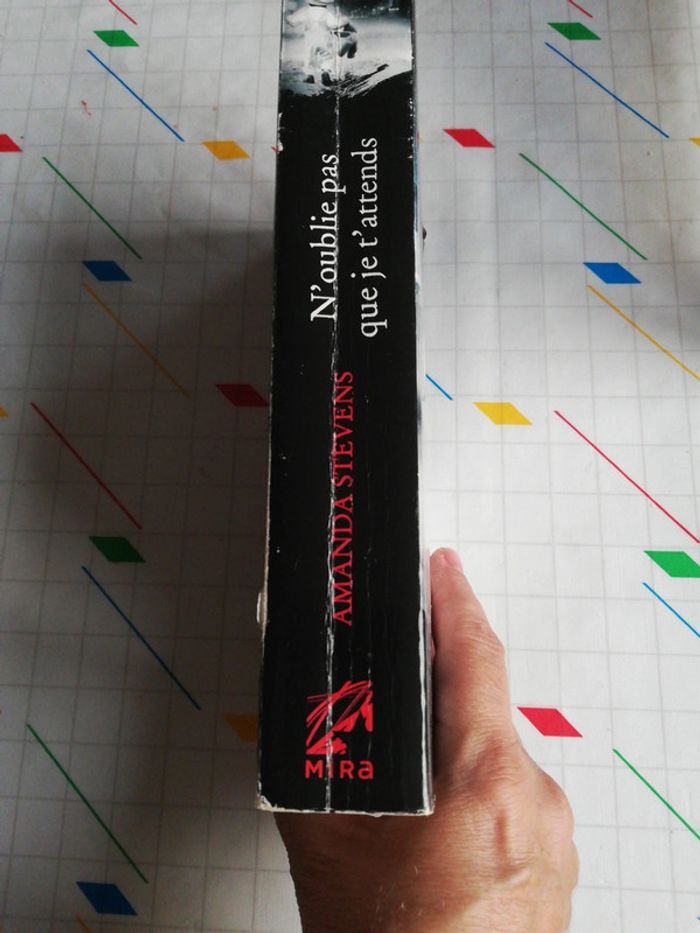 N'oublie pas
que je t'attends
AMANDA STEVENS
MIRa